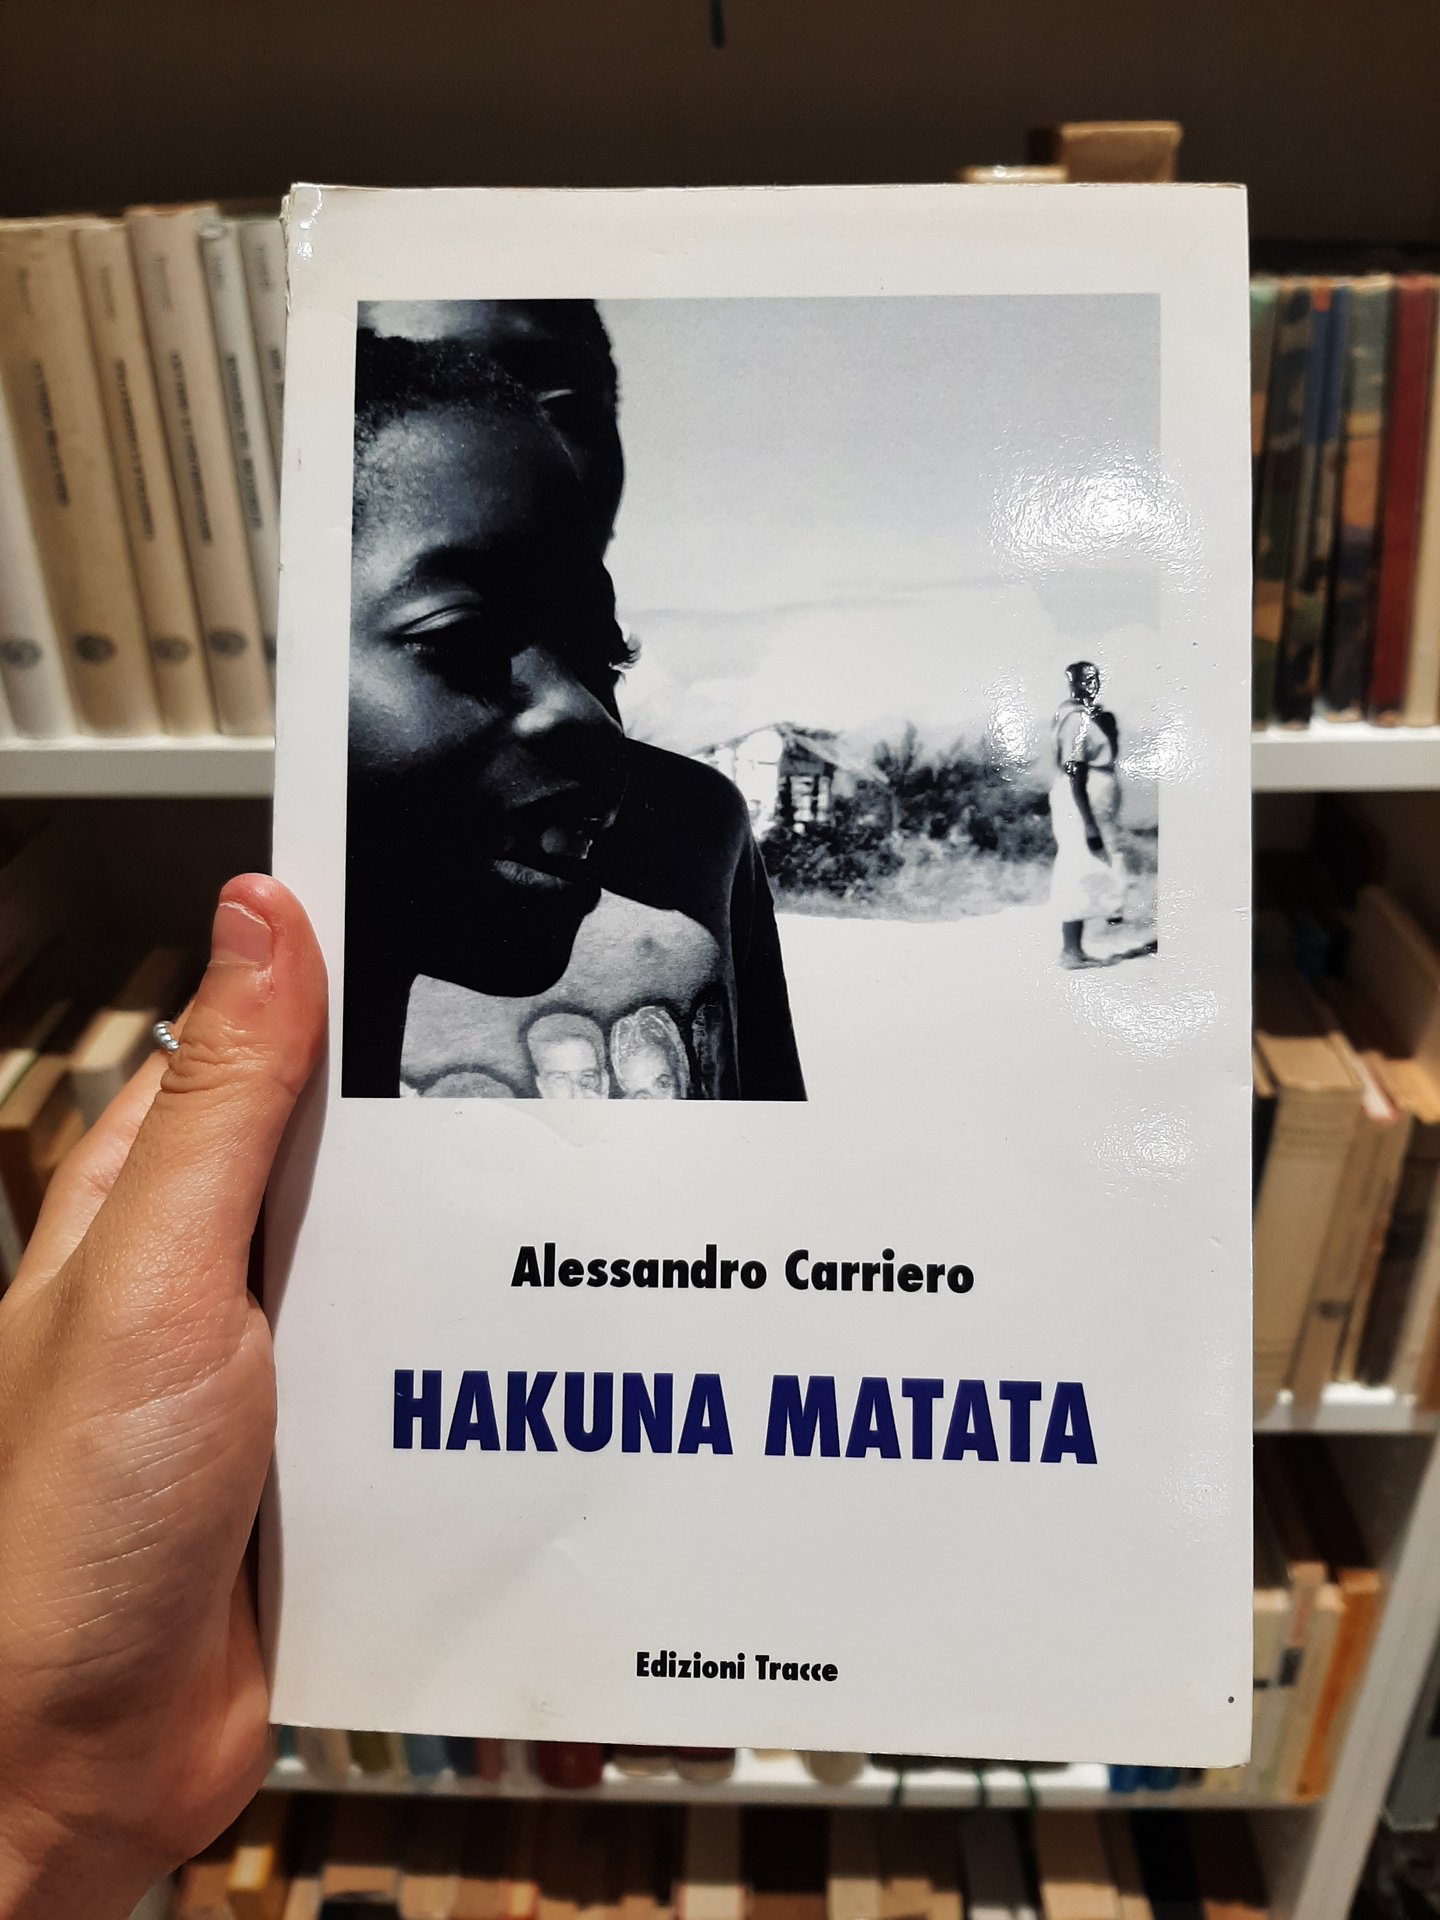 Alessandro Carriero
HAKUNA MATATA
Edizioni Tracce